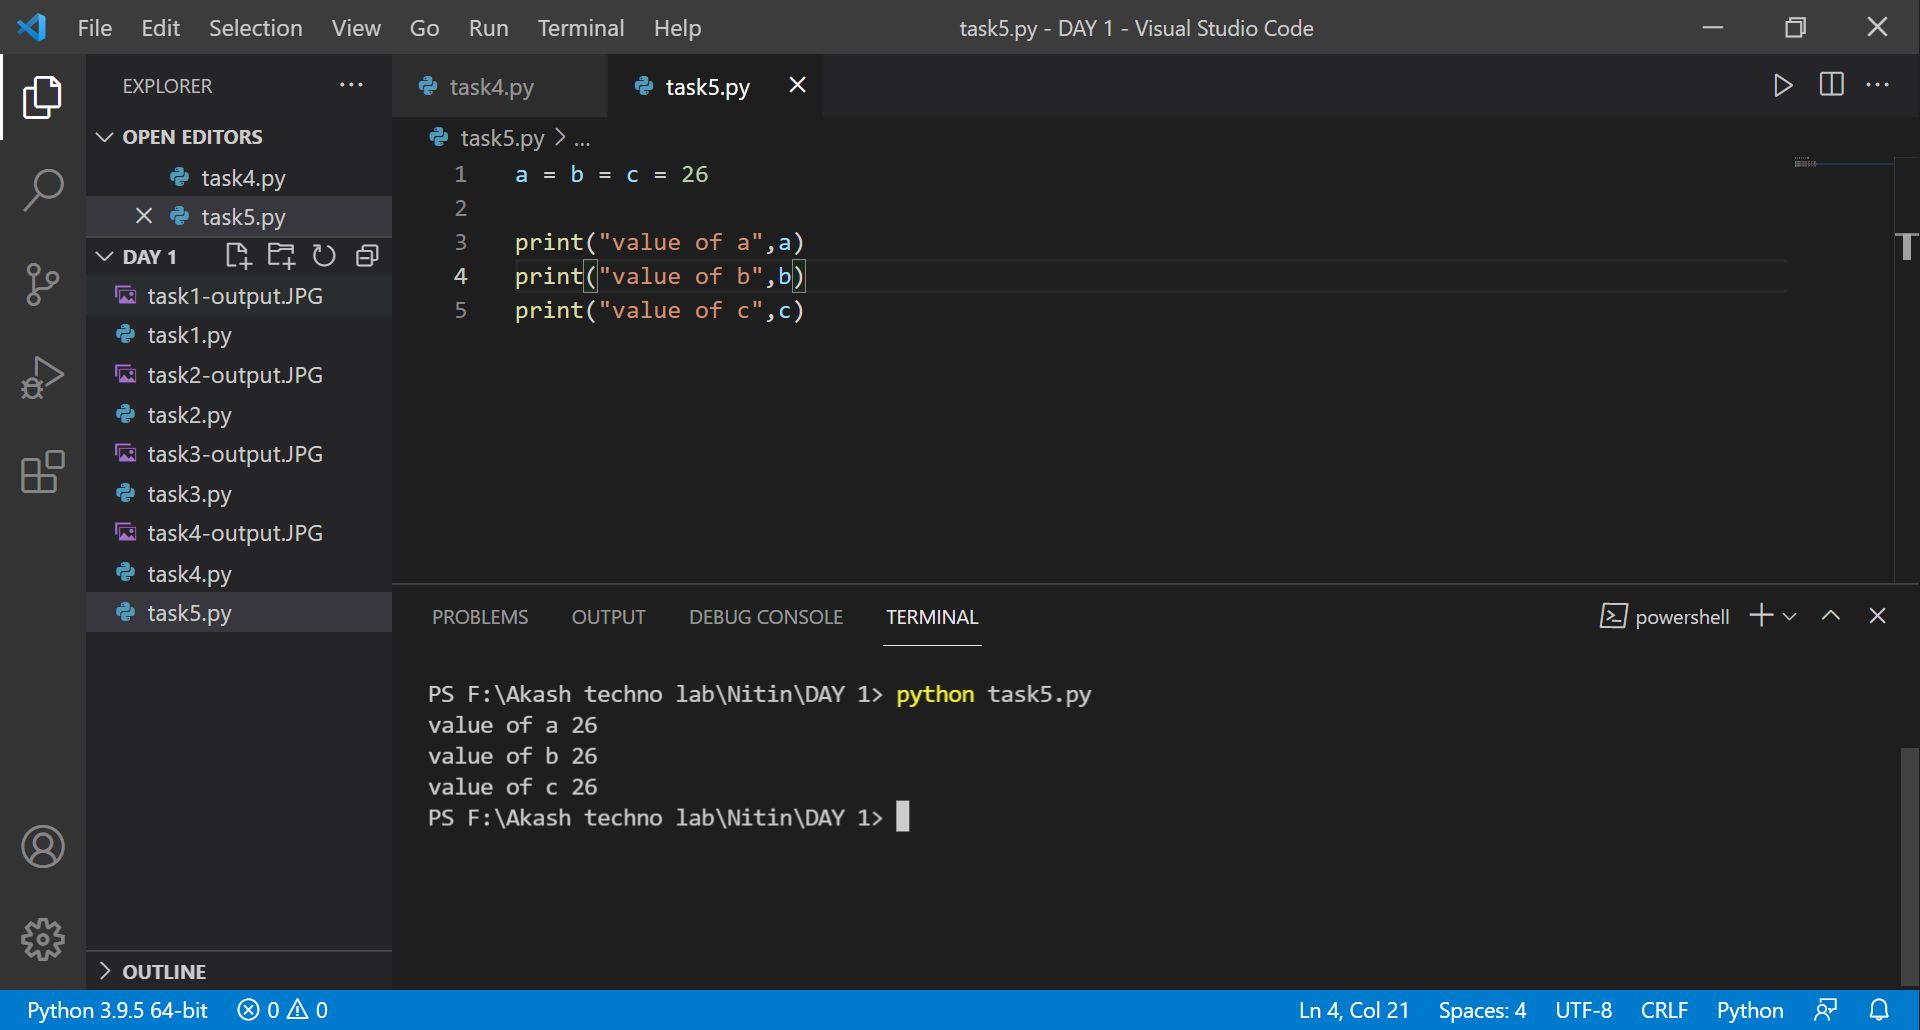 File Edit Selection View Go Run Terminal Help task5.py - DAY 1 - Visual Studio Code
EXPLORER ...
OPEN EDITORS
task4.py
task5.py
DAY 1
task1-output.JPG
task1.py
task2-output.JPG
task2.py
task3-output.JPG
task3.py
task4-output.JPG
task4.py
task5.py
OUTLINE
task4.py task5.py
task5.py > ...
1 a = b = c = 26
2
3 print("value of a",a)
4 print("value of b",b)
5 print("value of c",c)
PROBLEMS OUTPUT DEBUG CONSOLE TERMINAL powershell
PS F:\Akash techno lab\Nitin\DAY 1> python task5.py
value of a 26
value of b 26
value of c 26
PS F:\Akash techno lab\Nitin\DAY 1>
Python 3.9.5 64-bit 0 0 Ln 4, Col 21 Spaces: 4 UTF-8 CRLF Python